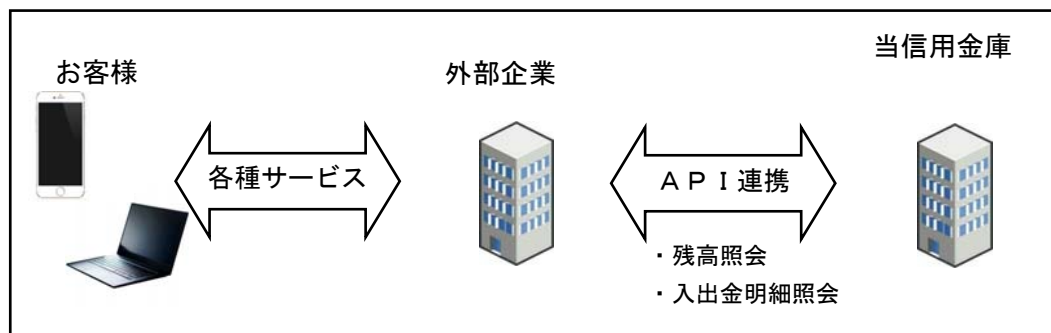 お客様
外部企業
当信用金庫
各種サービス
ＡＰＩ連携
・残高照会
・入出金明細照会